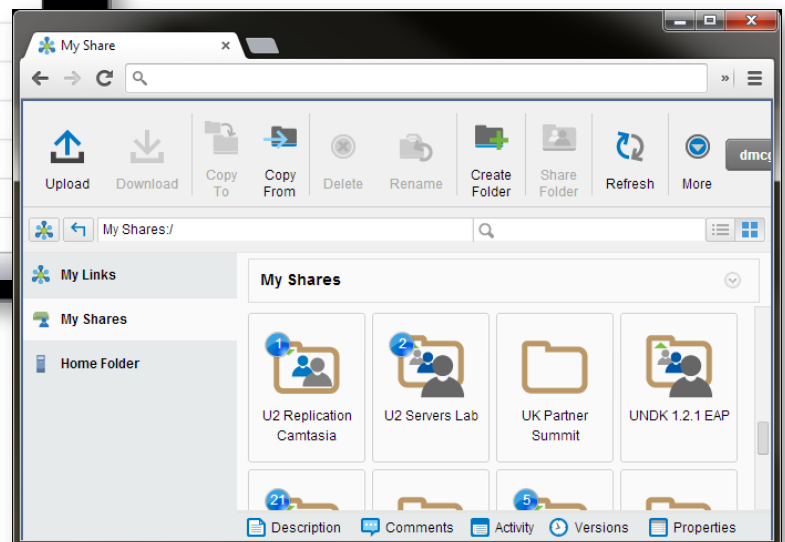 My Share
Upload
Download
Copy To
Copy From
Delete
Rename
Create Folder
Share Folder
Refresh
More
My Shares:/
My Links
My Shares
Home Folder
My Shares
1
2
U2 Replication Camtasia
U2 Servers Lab
UK Partner Summit
UNDK 1.2.1 EAP
21
5
Description
Comments
Activity
Versions
Properties